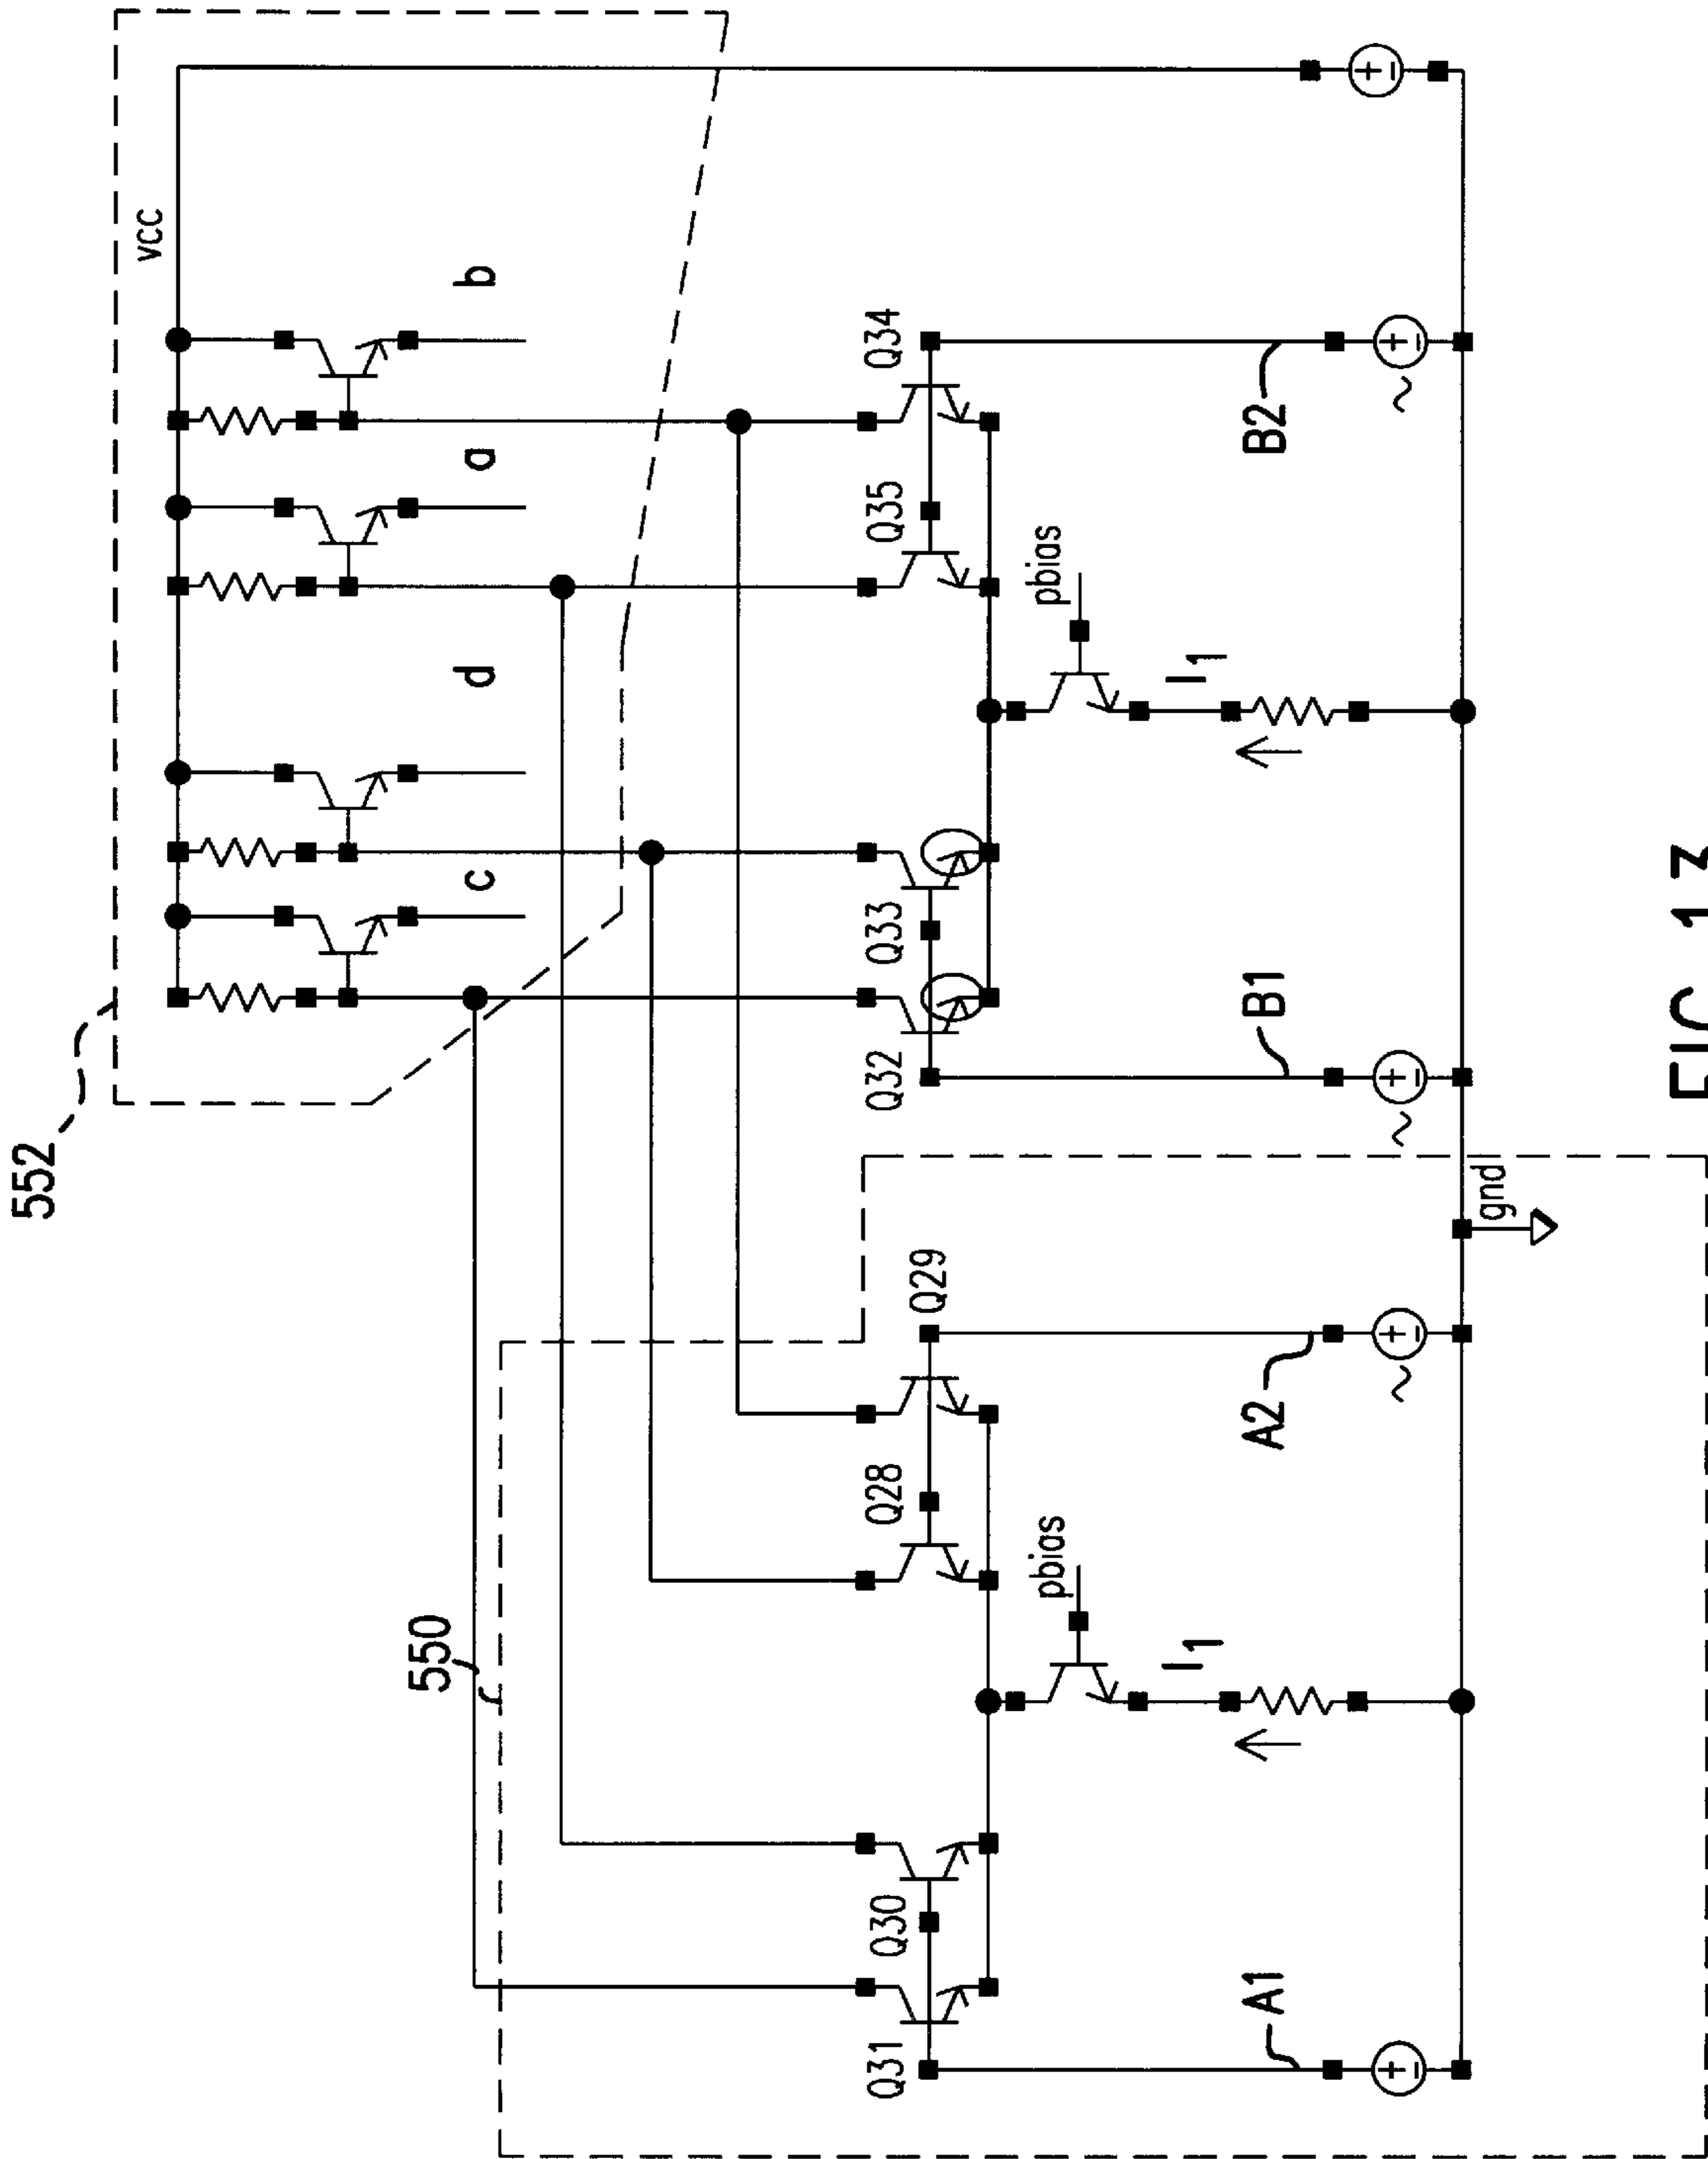 552
vcc
b
a
d
c
Q34
Q35
Q33
Q32
pbias
I1
B2
B1
550
Q29
Q28
Q30
Q31
pbias
I1
A2
A1
gnd